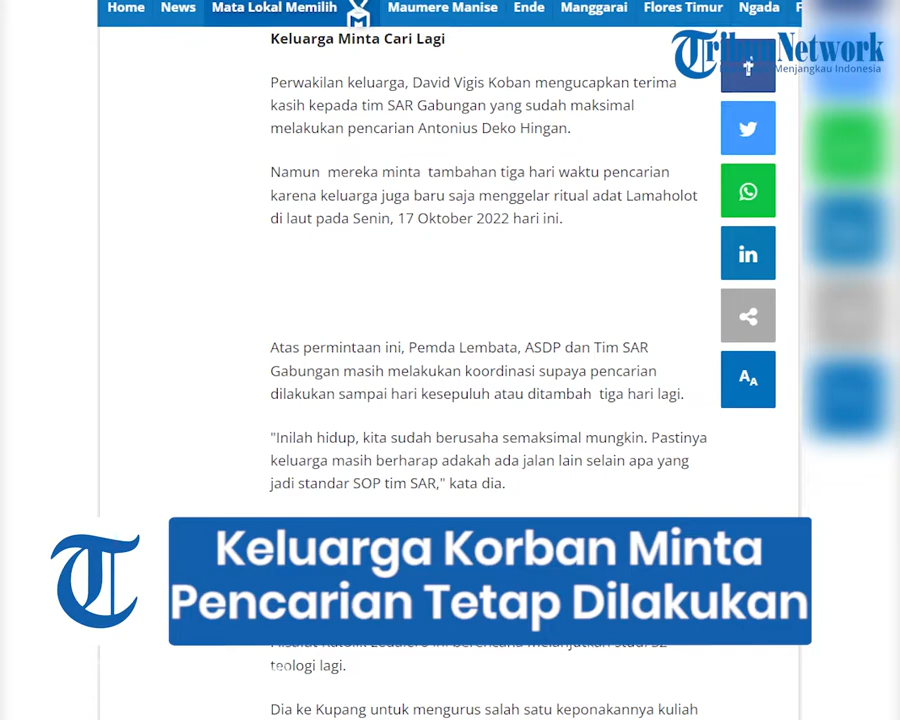 Home News Mata Lokal Memilih Maumere Manise Ende Manggarai Flores Timur Ngada F
Keluarga Minta Cari Lagi
Tribun Network
Menjangkau Indonesia
Perwakilan keluarga, David Vigis Koban mengucapkan terima
kasih kepada tim SAR Gabungan yang sudah maksimal
melakukan pencarian Antonius Deko Hingan.
Namun mereka minta tambahan tiga hari waktu pencarian
karena keluarga juga baru saja menggelar ritual adat Lamaholot
di laut pada Senin, 17 Oktober 2022 hari ini.
Atas permintaan ini, Pemda Lembata, ASDP dan Tim SAR
Gabungan masih melakukan koordinasi supaya pencarian
dilakukan sampai hari kesepuluh atau ditambah tiga hari lagi.
"Inilah hidup, kita sudah berusaha semaksimal mungkin. Pastinya
keluarga masih berharap adakah ada jalan lain selain apa yang
jadi standar SOP tim SAR," kata dia.
Keluarga Korban Minta
Pencarian Tetap Dilakukan
teologi lagi.
Dia ke Kupang untuk mengurus salah satu keponakannya kuliah